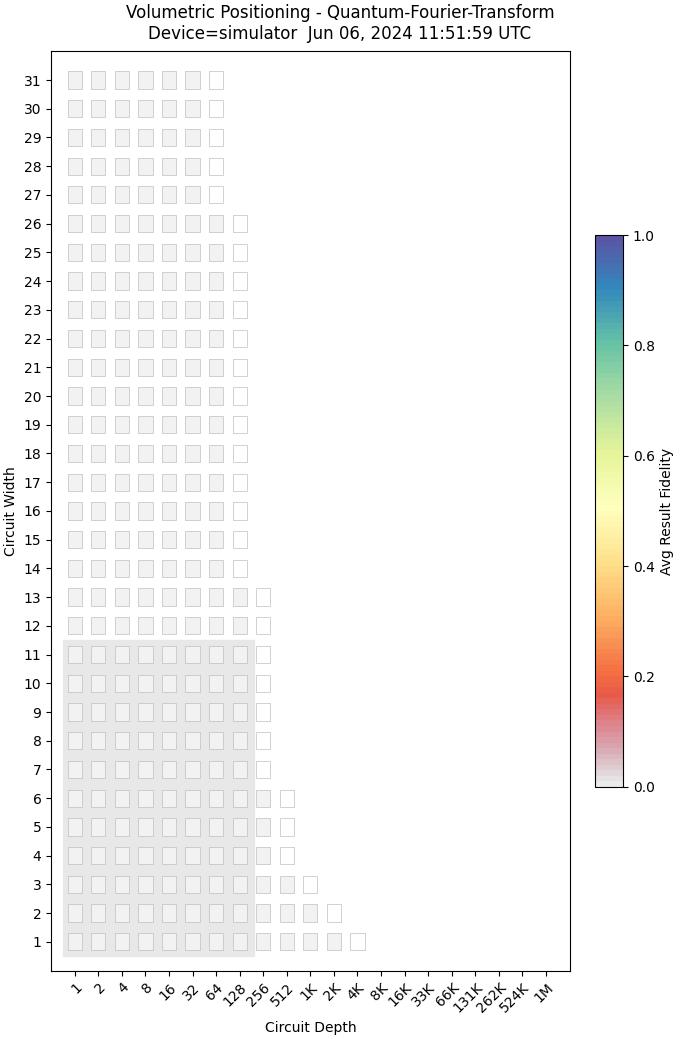 Volumetric Positioning - Quantum-Fourier-Transform
Device=simulator  Jun 06, 2024 11:51:59 UTC
Circuit Width
31
30
29
28
27
26
25
24
23
22
21
20
19
18
17
16
15
14
13
12
11
10
9
8
7
6
5
4
3
2
1
1
2
4
8
16
32
64
128
256
512
1K
2K
4K
8K
16K
33K
66K
131K
262K
524K
1M
Circuit Depth
1.0
0.8
0.6
0.4
0.2
0.0
Avg Result Fidelity